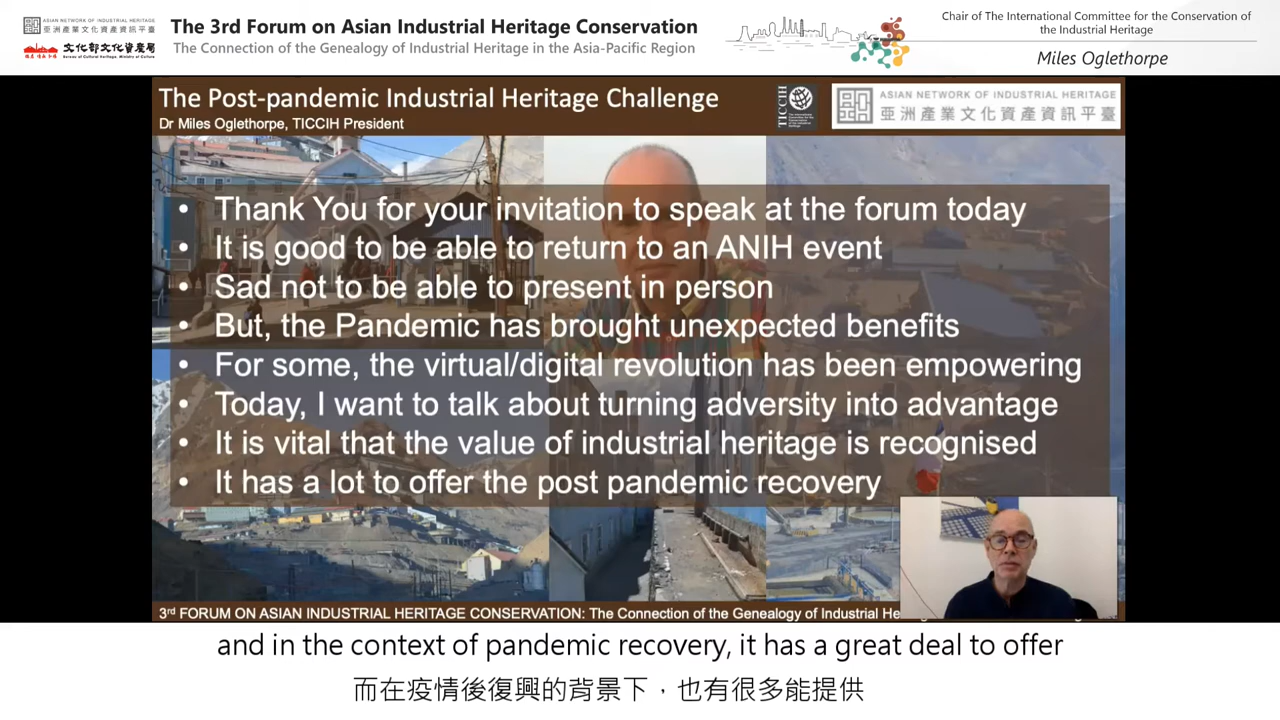 ASIAN NETWORK OF INDUSTRIAL HERITAGE
亞洲產業文化資產資訊平臺
文化部文化資產局
Bureau of Cultural Heritage, Ministry of Culture
The 3rd Forum on Asian Industrial Heritage Conservation
The Connection of the Genealogy of Industrial Heritage in the Asia-Pacific Region
Chair of The International Committee for the Conservation of
the Industrial Heritage
Miles Oglethorpe
The Post-pandemic Industrial Heritage Challenge
Dr Miles Oglethorpe, TICCIH President
TICCIH
ASIAN NETWORK OF INDUSTRIAL HERITAGE
亞洲產業文化資產資訊平臺
• Thank You for your invitation to speak at the forum today
• It is good to be able to return to an ANIH event
• Sad not to be able to present in person
• But, the Pandemic has brought unexpected benefits
• For some, the virtual/digital revolution has been empowering
• Today, I want to talk about turning adversity into advantage
• It is vital that the value of industrial heritage is recognised
• It has a lot to offer the post pandemic recovery
3rd FORUM ON ASIAN INDUSTRIAL HERITAGE CONSERVATION: The Connection of the Genealogy of Industrial He
and in the context of pandemic recovery, it has a great deal to offer
而在疫情後復興的背景下，也有很多能提供